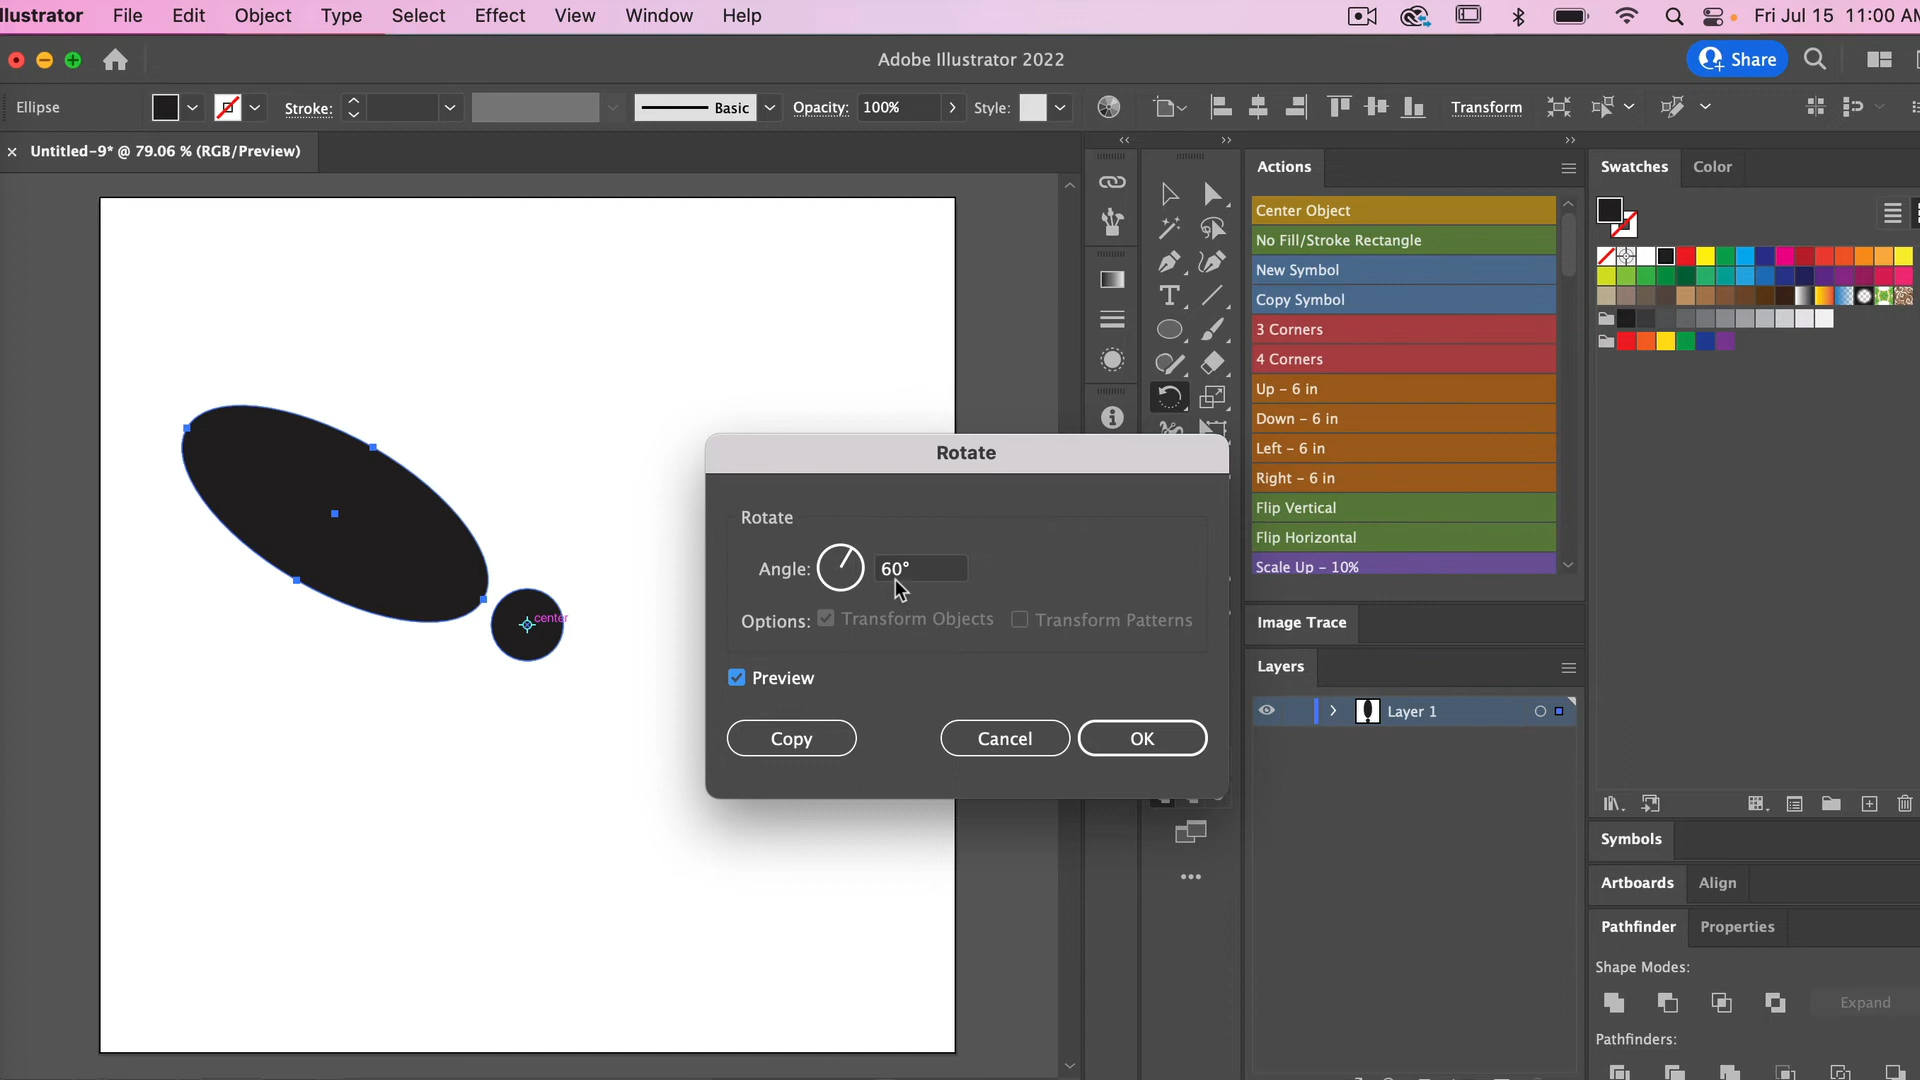 llustrator File Edit Object Type Select Effect View Window Help Fri Jul 15 11:00 AM
Adobe Illustrator 2022 Share
Ellipse Stroke: Basic Opacity: 100% Style: Transform
× Untitled-9* @ 79.06 % (RGB/Preview)
Actions
Center Object
No Fill/Stroke Rectangle
New Symbol
Copy Symbol
3 Corners
4 Corners
Up - 6 in
Down - 6 in
Left - 6 in
Right - 6 in
Flip Vertical
Flip Horizontal
Scale Up - 10%
Image Trace
Layers
Layer 1
Swatches Color
Symbols
Artboards Align
Pathfinder Properties
Shape Modes:
Expand
Pathfinders:
center
Rotate
Rotate
Angle: 60°
Options: Transform Objects Transform Patterns
Preview
Copy Cancel OK